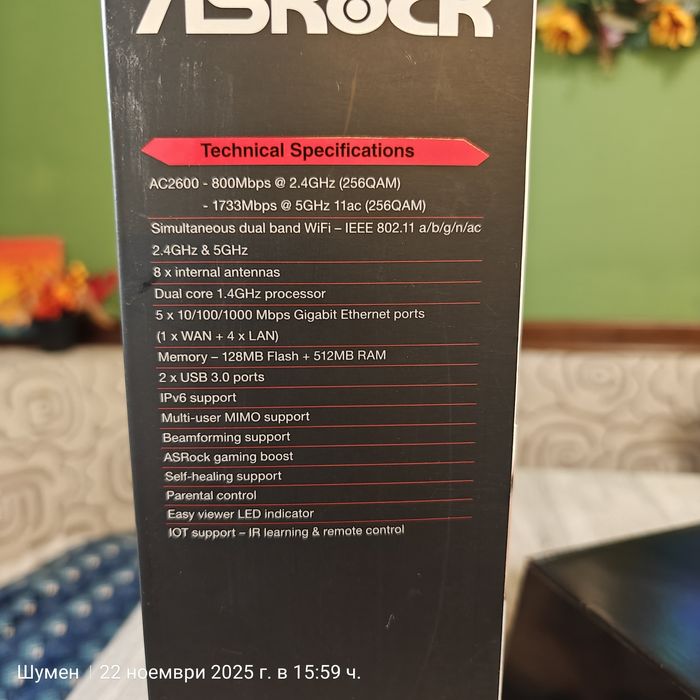 ASRock
Technical Specifications
AC2600 - 800Mbps @ 2.4GHz (256QAM)
- 1733Mbps @ 5GHz 11ac (256QAM)
Simultaneous dual band WiFi – IEEE 802.11 a/b/g/n/ac
2.4GHz & 5GHz
8 x internal antennas
Dual core 1.4GHz processor
5 x 10/100/1000 Mbps Gigabit Ethernet ports
(1 x WAN + 4 x LAN)
Memory – 128MB Flash + 512MB RAM
2 x USB 3.0 ports
IPv6 support
Multi-user MIMO support
Beamforming support
ASRock gaming boost
Self-healing support
Parental control
Easy viewer LED indicator
IOT support – IR learning & remote control
Шумен | 22 ноември 2025 г. в 15:59 ч.